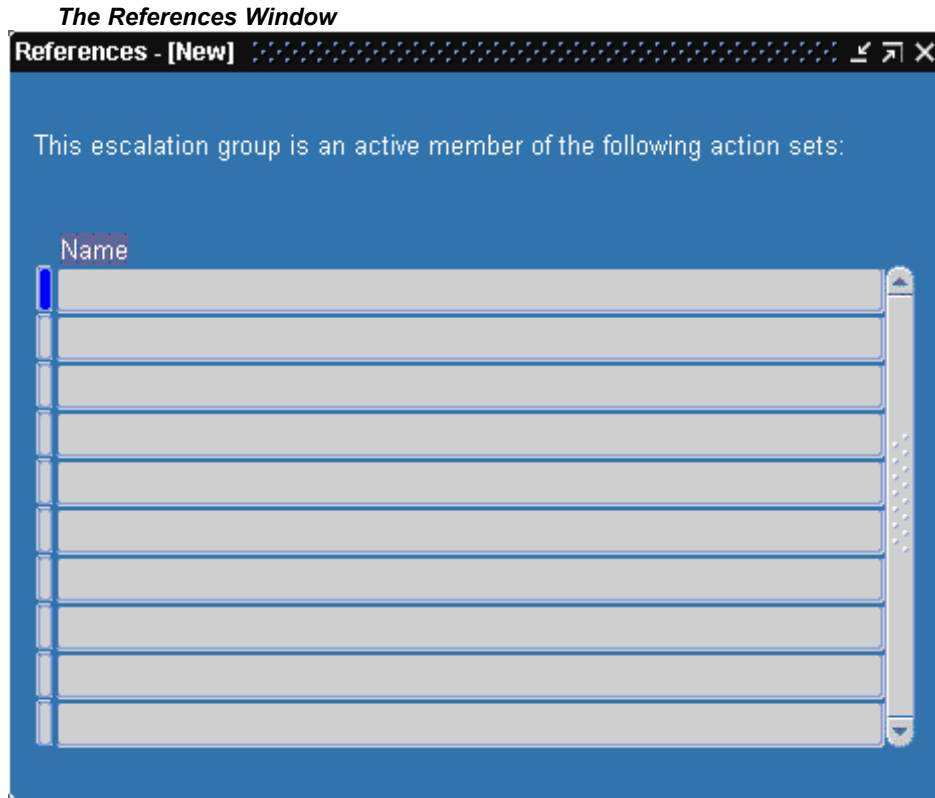 The References Window
References - [New]
This escalation group is an active member of the following action sets:
Name